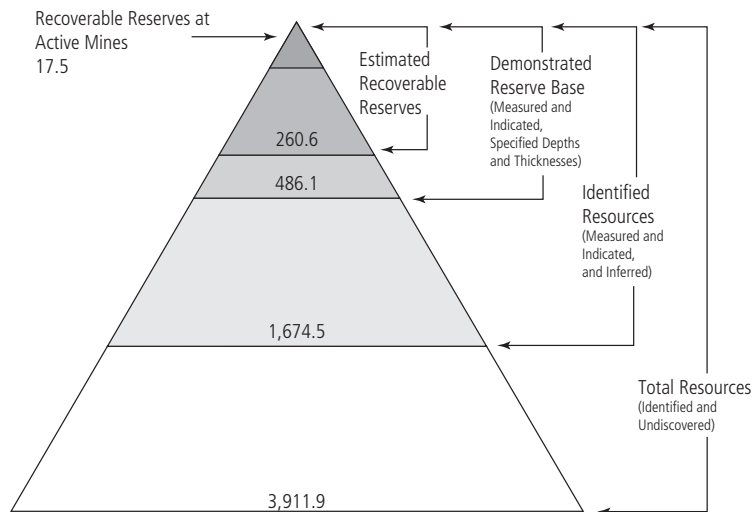 Recoverable Reserves at
Active Mines
17.5
Estimated
Recoverable
Reserves
Demonstrated
Reserve Base
(Measured and
Indicated,
Specified Depths
and Thicknesses)
260.6
486.1
Identified
Resources
(Measured and
Indicated,
and Inferred)
1,674.5
Total Resources
(Identified and
Undiscovered)
3,911.9